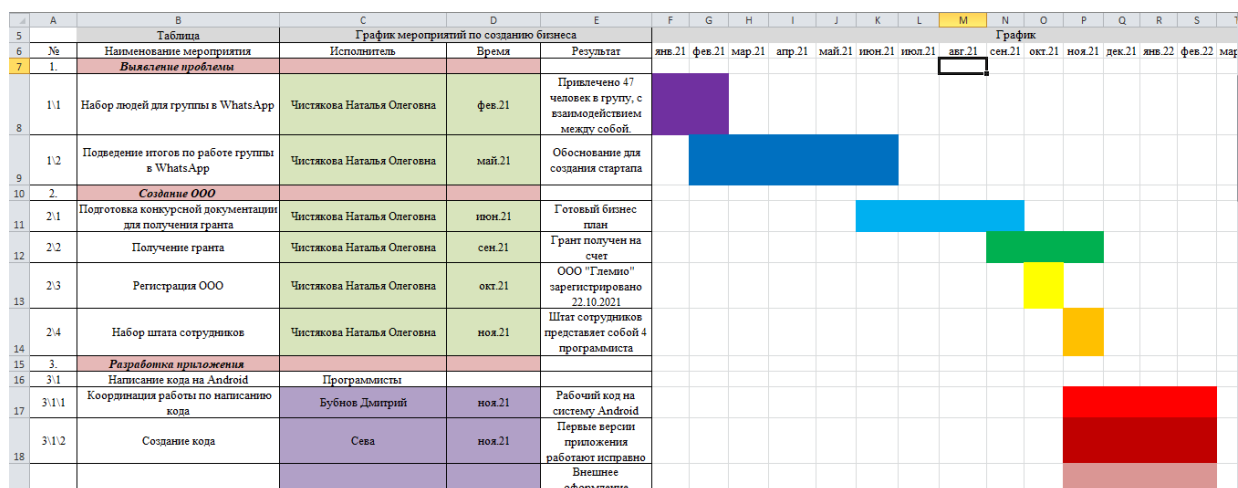 A B C D E F G H I J K L M N O P Q R S T
5 Таблица График мероприятий по созданию бизнеса График
6 № Наименование мероприятия Исполнитель Время Результат янв.21 фев.21 мар.21 апр.21 май.21 июн.21 июл.21 авг.21 сен.21 окт.21 ноя.21 дек.21 янв.22 фев.22 мар
7 1. Выявление проблемы
Привлечено 47
человек в групу, с
1\1 Набор людей для группы в WhatsApp Чистякова Наталья Олеговна фев.21 взаимодействием
8 между собой.
Подведение итогов по работе группы
1\2 Чистякова Наталья Олеговна май.21 Обоснование для
в WhatsApp создания стартапа
9
10 2. Создание ООО
Подготовка конкурсной документации Готовый бизнес
2\1 Чистякова Наталья Олеговна июн.21
11 для получения гранта план
2\2 Получение гранта Чистякова Наталья Олеговна сен.21 Грант получен на
12 счет
ООО "Глемио"
2\3 Регистрация ООО Чистякова Наталья Олеговна окт.21 зарегистрировано
13 22.10.2021
Штат сотрудников
2\4 Набор штата сотрудников Чистякова Наталья Олеговна ноя.21 представяет собой 4
14 программиста
15 3. Разработка приложения
16 3\1 Написание кода на Android Программисты
Координация работы по написанию Рабочий код на
3\1\1 Бубнов Дмитрий ноя.21
17 кода систему Android
Первые версии
3\1\2 Создание кода Сева ноя.21 приложения
18 работают исправно
Внешнее
оформление